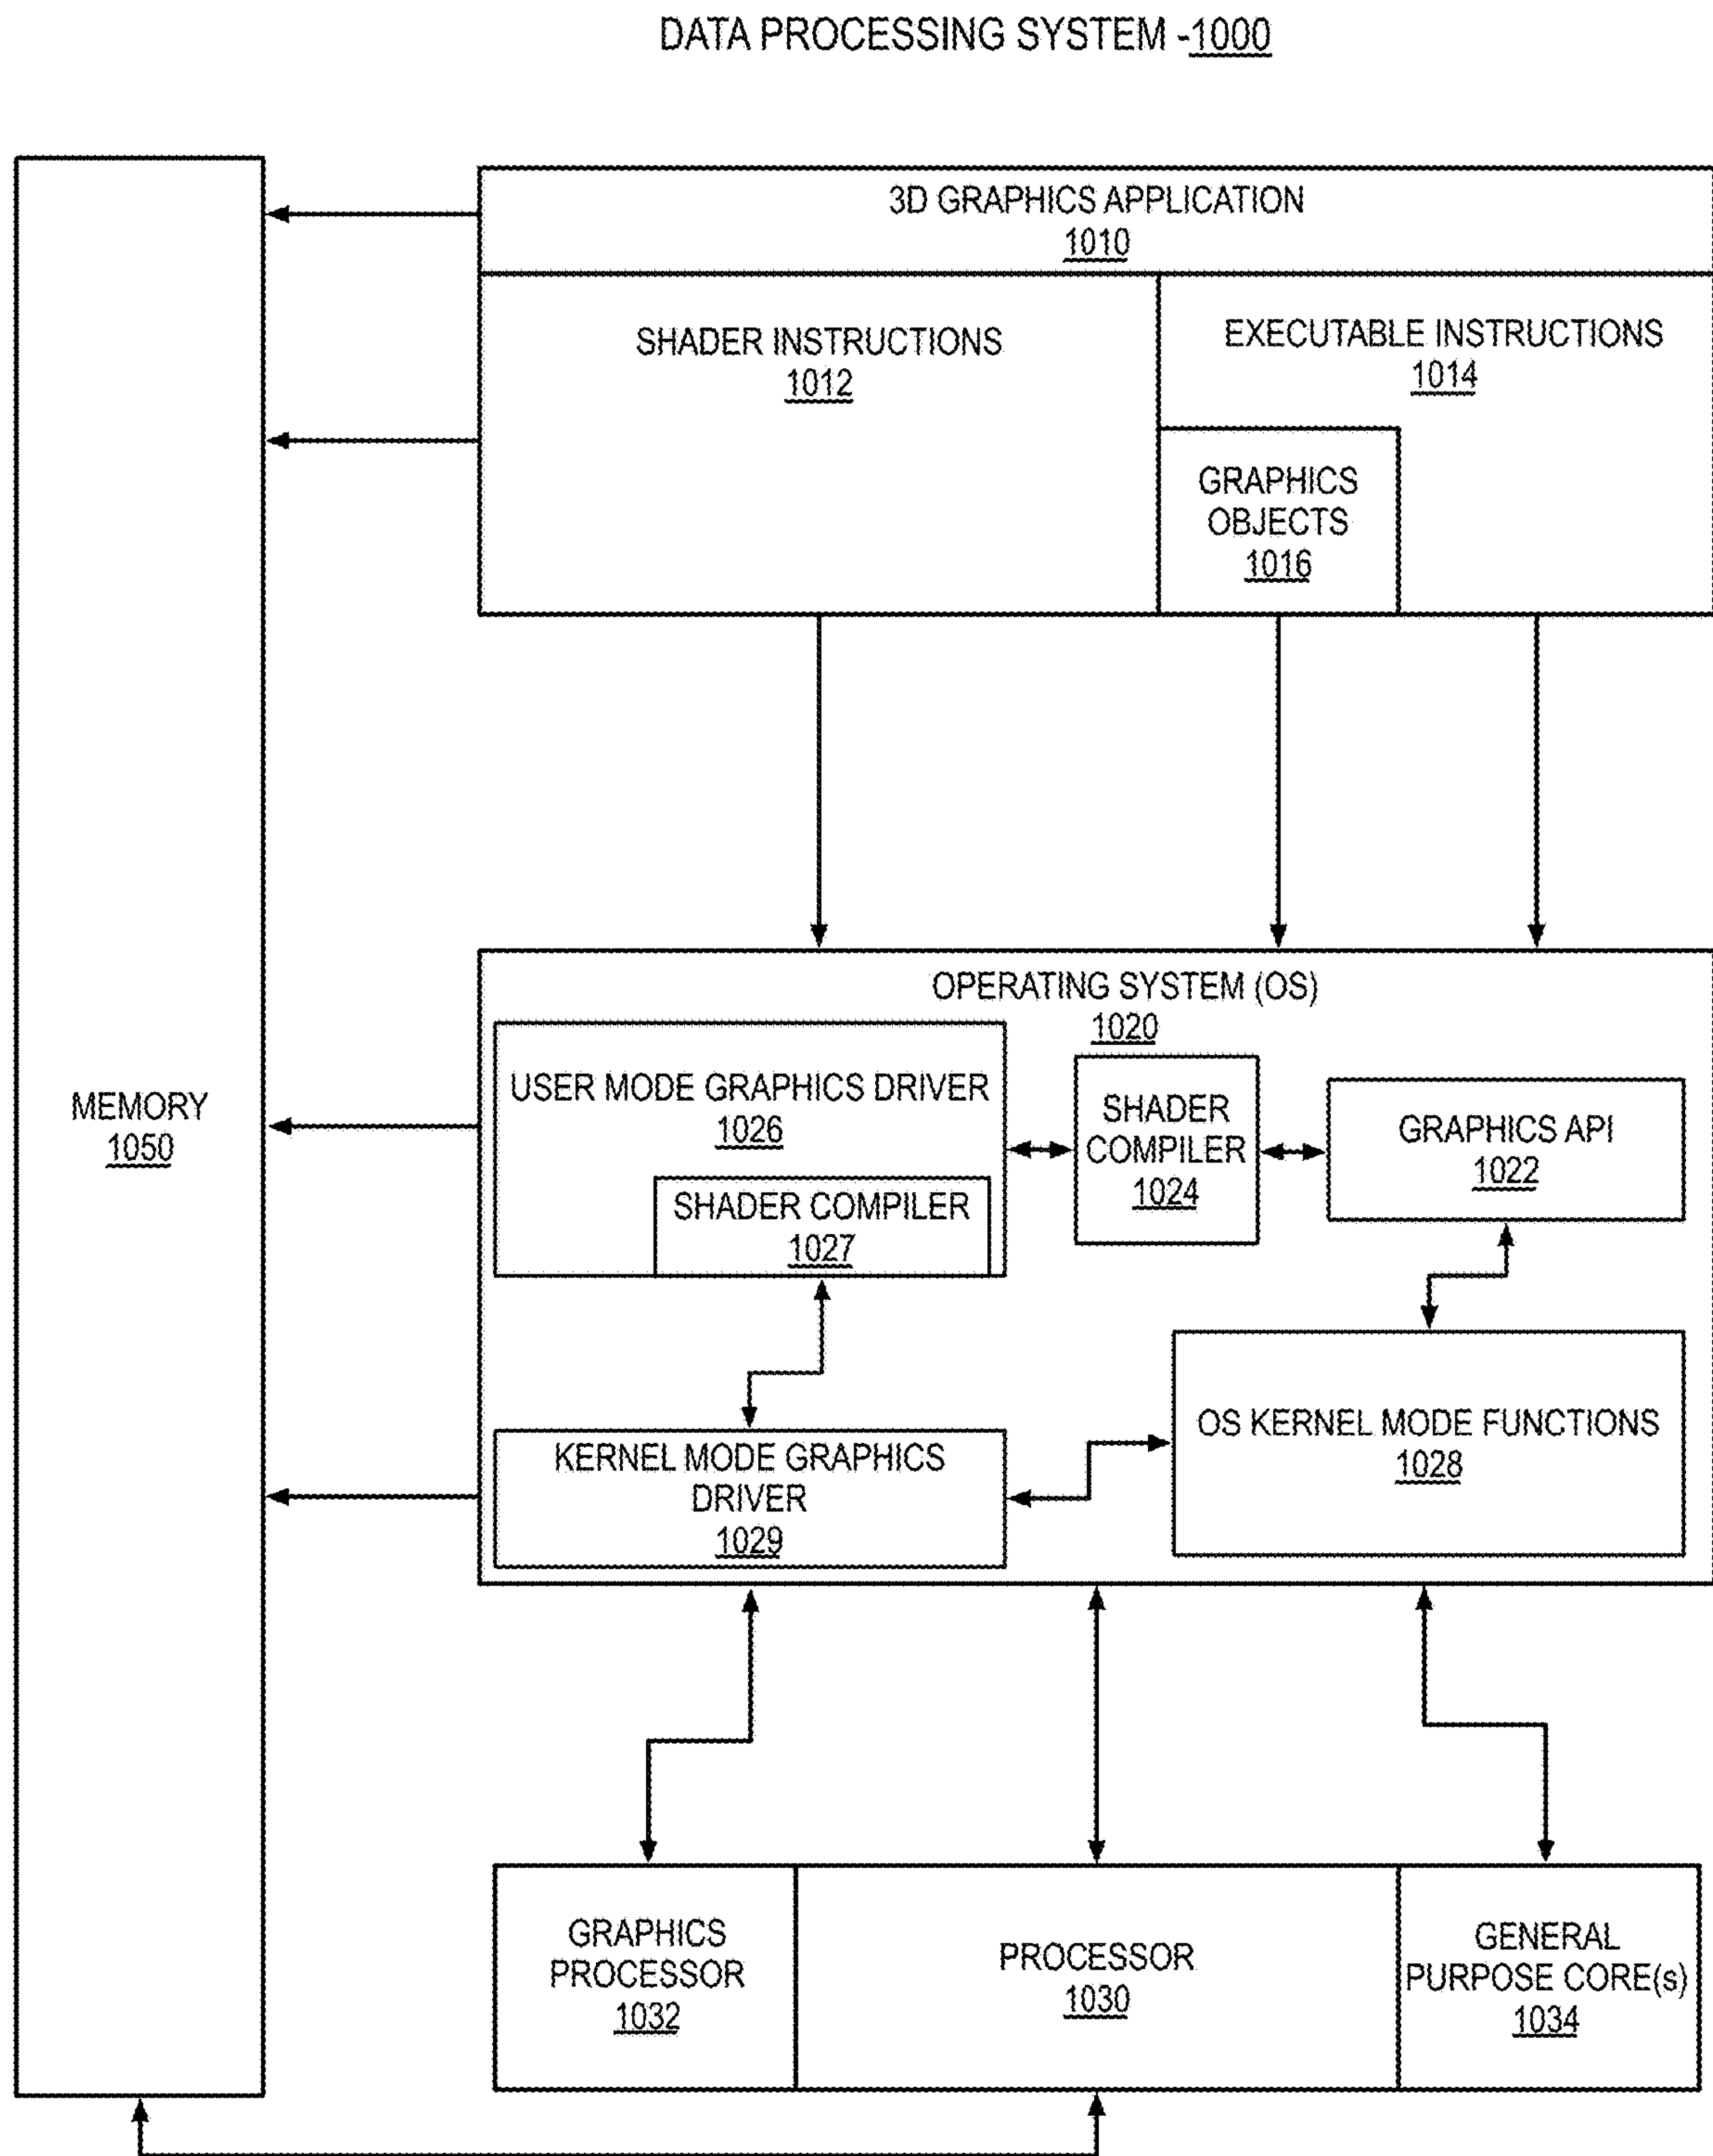 DATA PROCESSING SYSTEM -1000
3D GRAPHICS APPLICATION
1010
SHADER INSTRUCTIONS
1012
EXECUTABLE INSTRUCTIONS
1014
GRAPHICS
OBJECTS
1016
MEMORY
1050
OPERATING SYSTEM (OS)
1020
USER MODE GRAPHICS DRIVER
1026
SHADER COMPILER
1027
SHADER
COMPILER
1024
GRAPHICS API
1022
KERNEL MODE GRAPHICS
DRIVER
1029
OS KERNEL MODE FUNCTIONS
1028
GRAPHICS
PROCESSOR
1032
PROCESSOR
1030
GENERAL
PURPOSE CORE(s)
1034